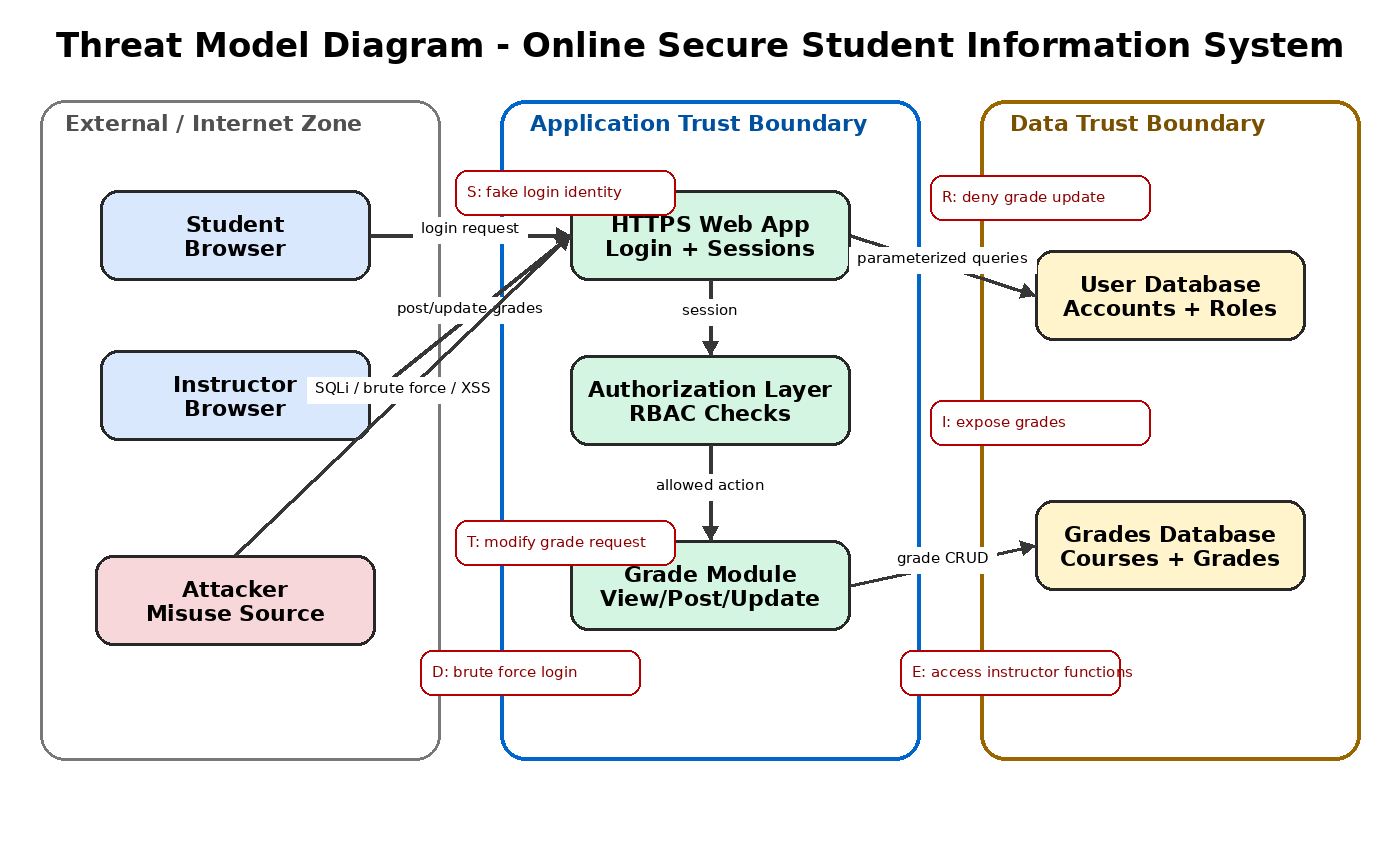 Threat Model Diagram - Online Secure Student Information System
External / Internet Zone
Application Trust Boundary
Data Trust Boundary
Student
Browser
login request
S: fake login identity
HTTPS Web App
Login + Sessions
R: deny grade update
parameterized queries
User Database
Accounts + Roles
post/update grades
session
Instructor
Browser
SQLi / brute force / XSS
Authorization Layer
RBAC Checks
I: expose grades
allowed action
T: modify grade request
Grade Module
View/Post/Update
grade CRUD
Grades Database
Courses + Grades
Attacker
Misuse Source
D: brute force login
E: access instructor functions